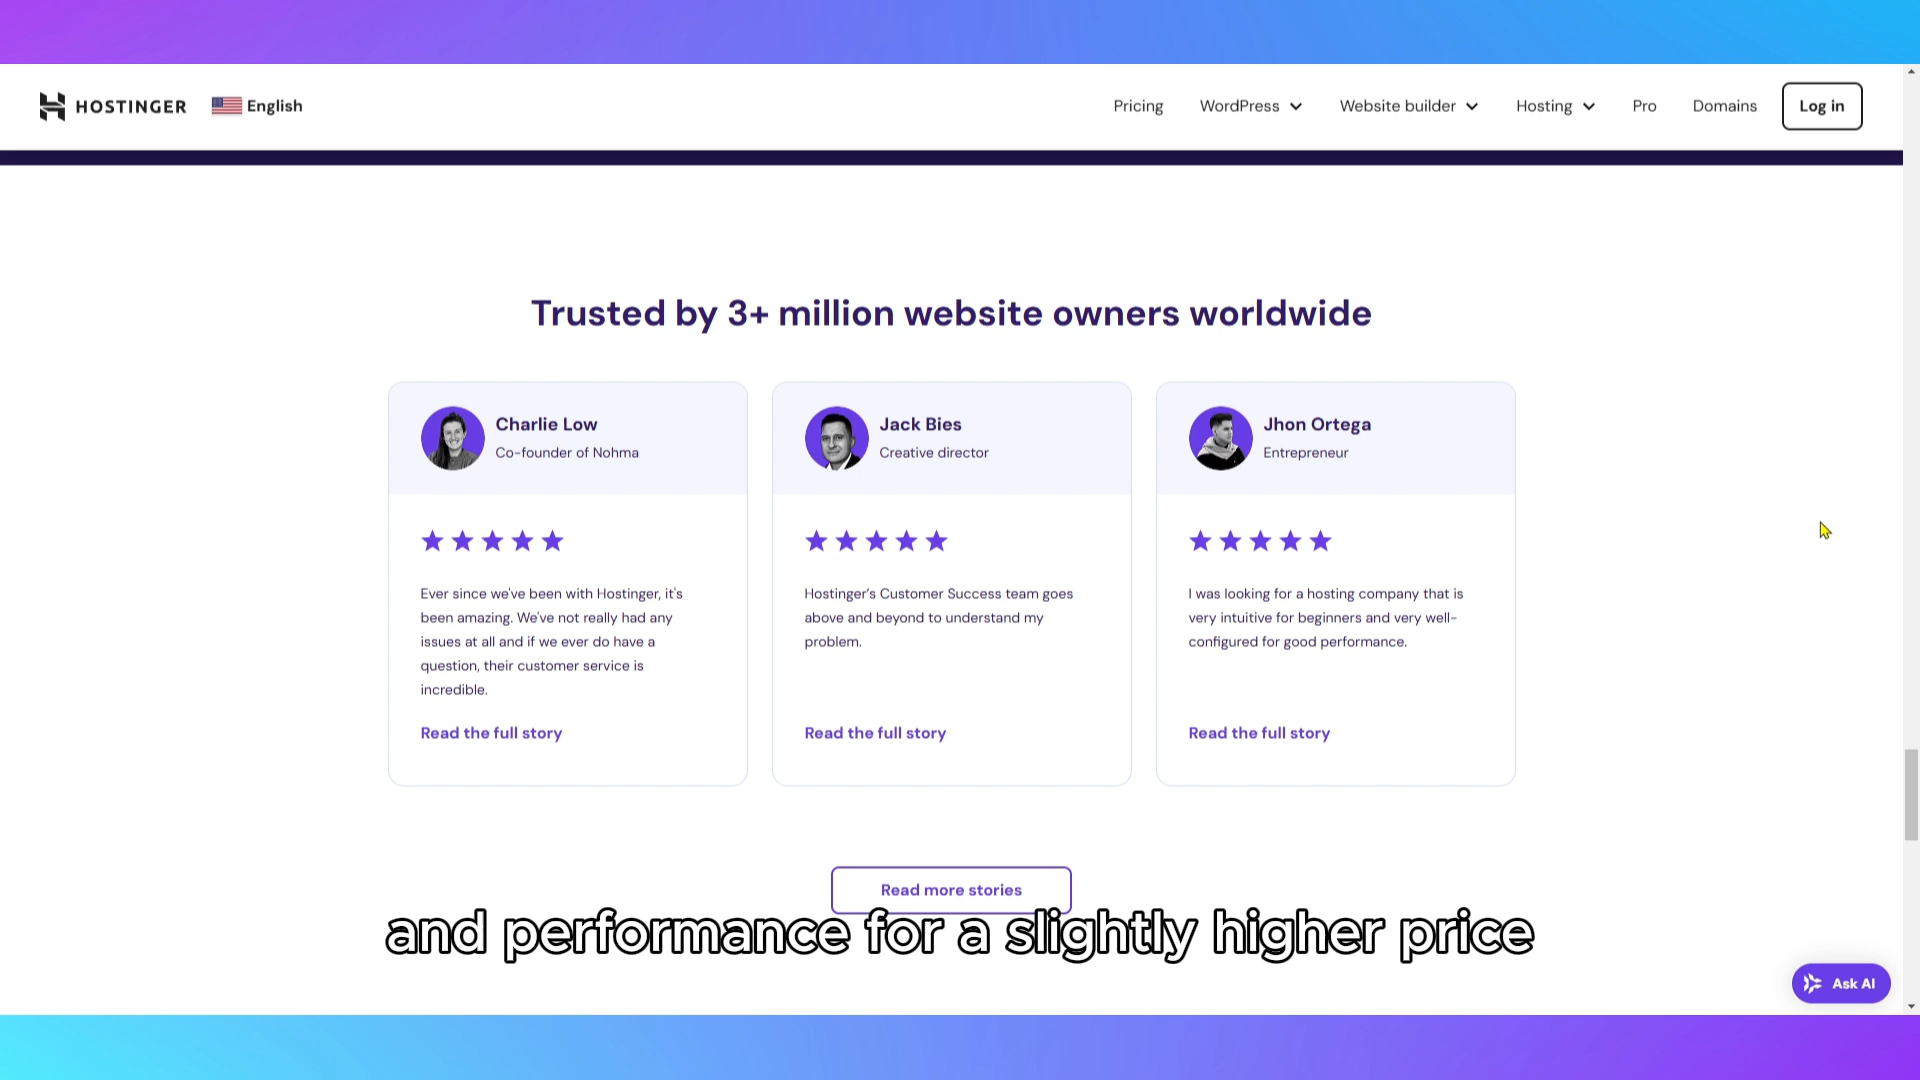 HOSTINGER English Pricing WordPress Website builder Hosting Pro Domains Log in
Trusted by 3+ million website owners worldwide
Charlie Low
Co-founder of Nohma
Ever since we've been with Hostinger, it's
been amazing. We've not really had any
issues at all and if we ever do have a
question, their customer service is
incredible.
Read the full story
Jack Bies
Creative director
Hostinger’s Customer Success team goes
above and beyond to understand my
problem.
Read the full story
Jhon Ortega
Entrepreneur
I was looking for a hosting company that is
very intuitive for beginners and very well-
configured for good performance.
Read the full story
Read more stories
and performance for a slightly higher price
Ask AI